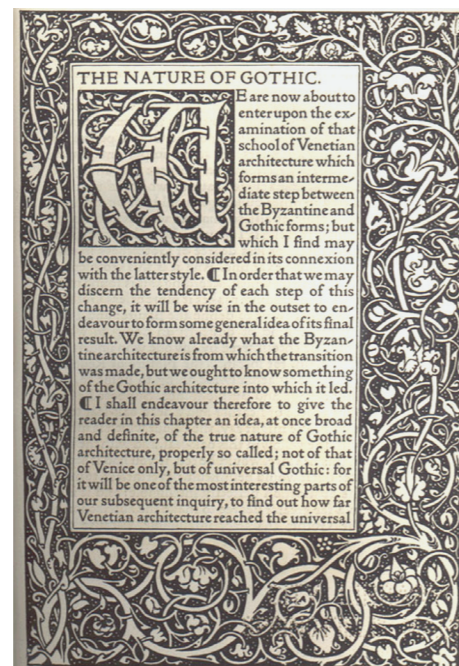 THE NATURE OF GOTHIC.
WE are now about to
enter upon the ex-
amination of that
school of Venetian
architecture which
forms an interme-
diate step between
the Byzantine and
Gothic forms; but
which I find may
be conveniently considered in its connexion
with the latter style. ⁋ In order that we may
discern the tendency of each step of this
change, it will be wise in the outset to en-
deavour to form some general idea of its final
result. We know already what the Byzan-
tine architecture is from which the transition
was made, but we ought to know something
of the Gothic architecture into which it led.
⁋ I shall endeavour therefore to give the
reader in this chapter an idea, at once broad
and definite, of the true nature of Gothic
architecture, properly so called; not of that
of Venice only, but of universal Gothic: for
it will be one of the most interesting parts of
our subsequent inquiry, to find out how far
Venetian architecture reached the universal